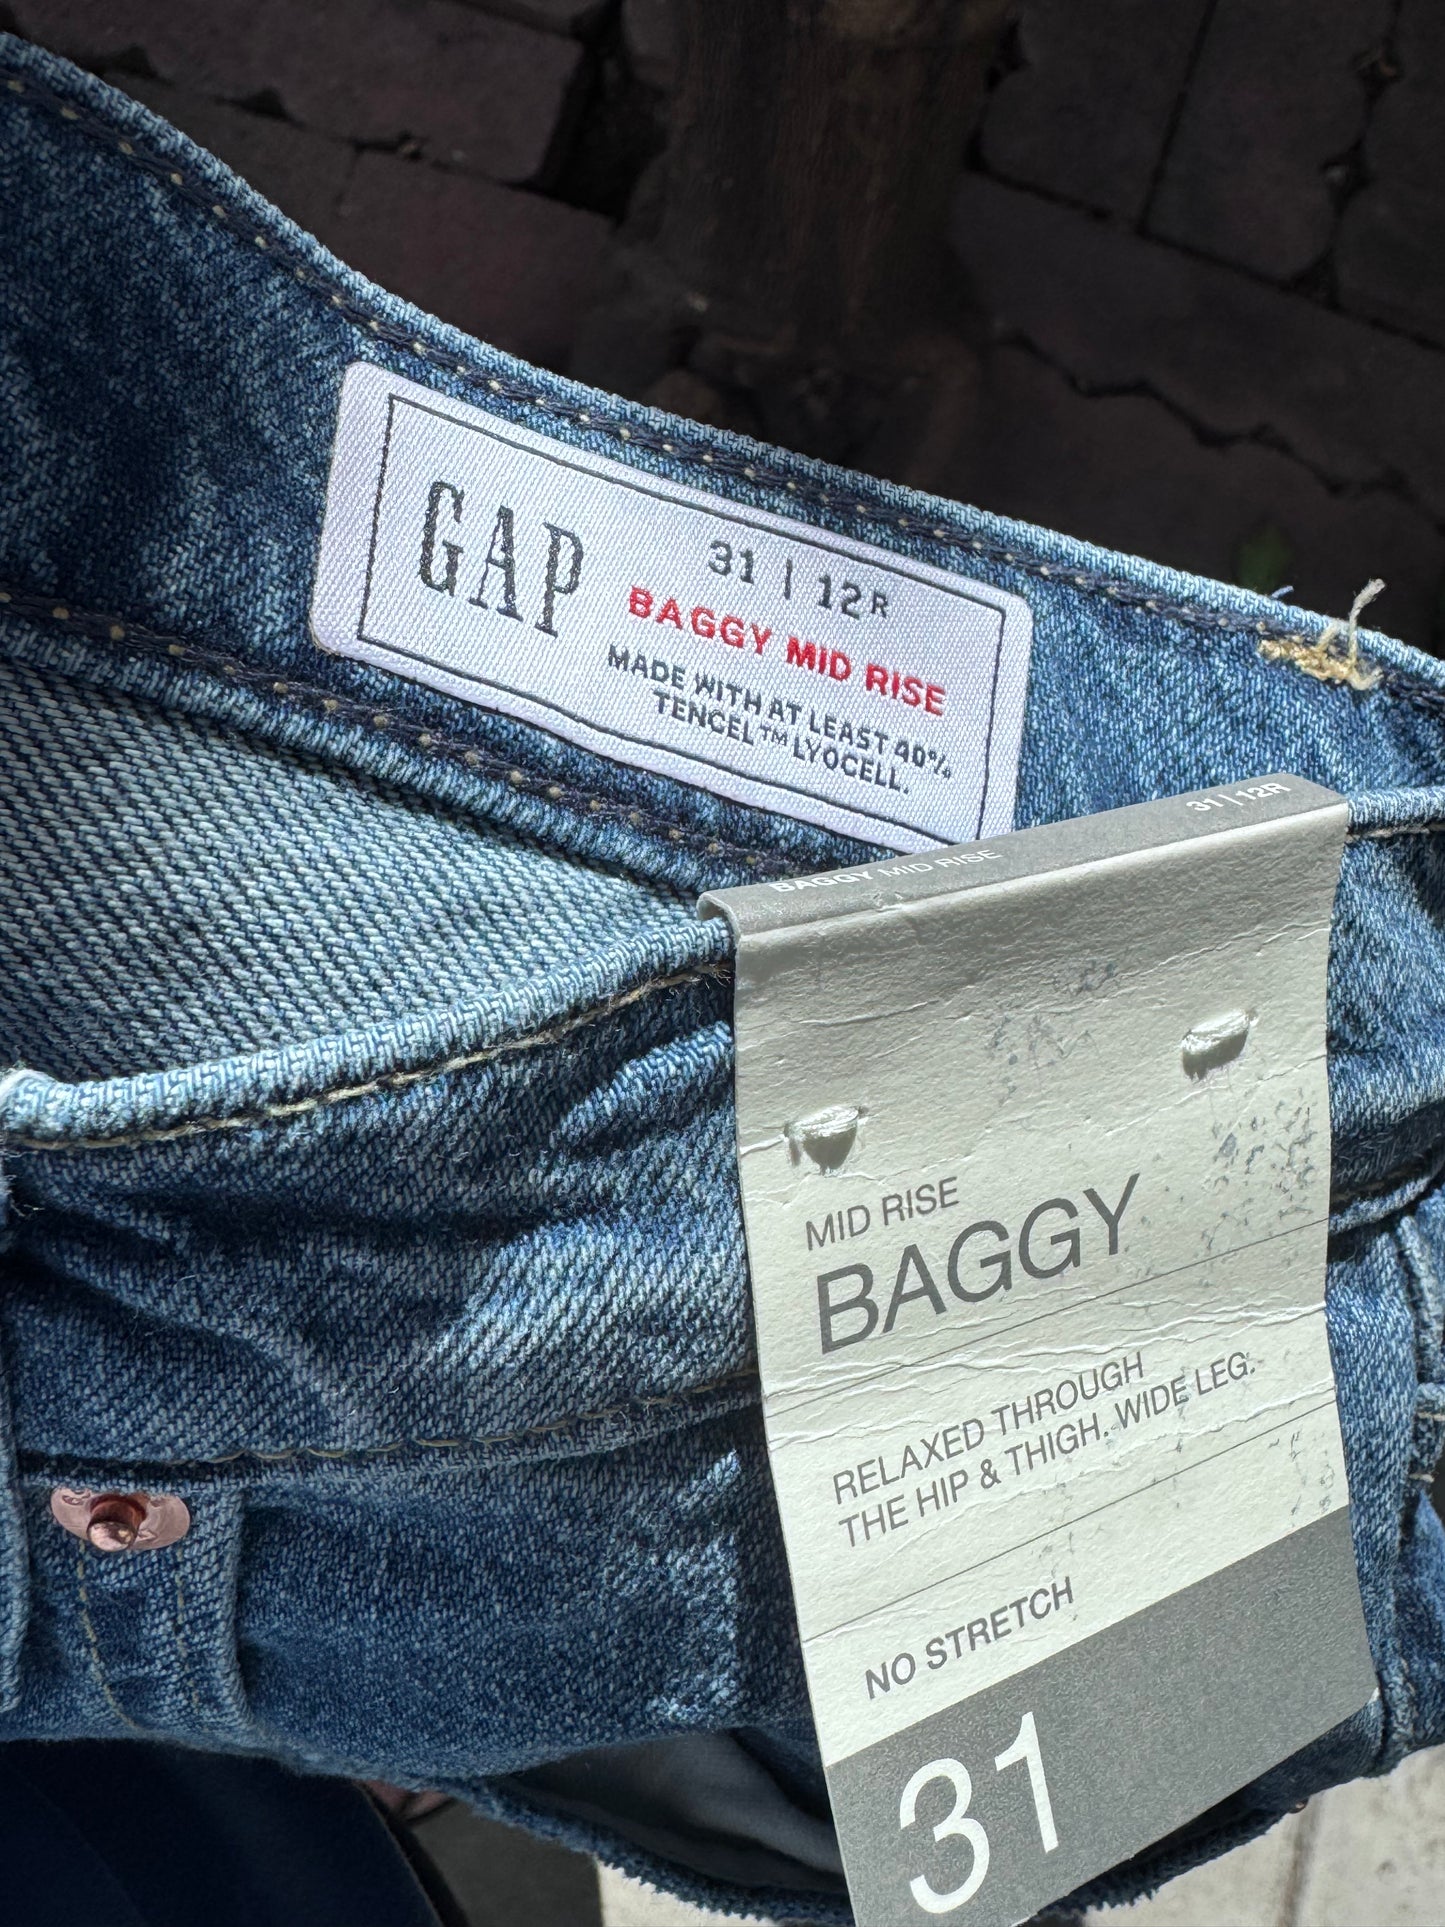 GAP
31 | 12R
BAGGY MID RISE
MADE WITH AT LEAST 40%
TENCEL™ LYOCELL.
BAGGY MID RISE 31 | 12R
MID RISE
BAGGY
RELAXED THROUGH
THE HIP & THIGH. WIDE LEG.
NO STRETCH
31